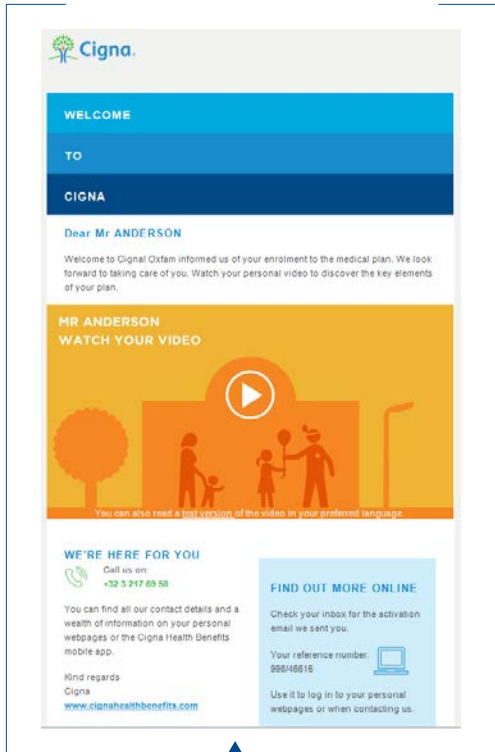 Cigna.
WELCOME
TO
CIGNA
Dear Mr ANDERSON
Welcome to Cigna! Oxfam informed us of your enrolment to the medical plan. We look
forward to taking care of you. Watch your personal video to discover the key elements
of your plan.
MR ANDERSON
WATCH YOUR VIDEO
You can also read a text version of the video in your preferred language.
WE'RE HERE FOR YOU
Call us on:
+32 3 217 69 50
You can find all our contact details and a
wealth of information on your personal
webpages or the Cigna Health Benefits
mobile app.
Kind regards
Cigna
www.cignahealthbenefits.com
FIND OUT MORE ONLINE
Check your inbox for the activation
email we sent you.
Your reference number:
998/46616
Use it to log in to your personal
webpages or when contacting us.